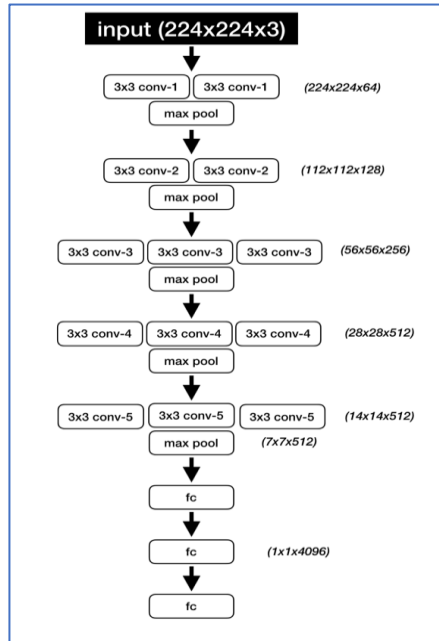 input (224x224x3)
3x3 conv-1 3x3 conv-1 (224x224x64)
max pool
3x3 conv-2 3x3 conv-2 (112x112x128)
max pool
3x3 conv-3 3x3 conv-3 3x3 conv-3 (56x56x256)
max pool
3x3 conv-4 3x3 conv-4 3x3 conv-4 (28x28x512)
max pool
3x3 conv-5 3x3 conv-5 3x3 conv-5 (14x14x512)
max pool (7x7x512)
fc
fc (1x1x4096)
fc